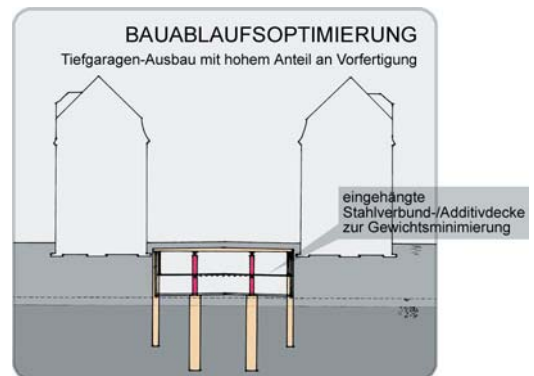 BAUABLAUFSOPTIMIERUNG
Tiefgaragen-Ausbau mit hohem Anteil an Vorfertigung
eingehängte
Stahlverbund-/Additivdecke
zur Gewichtsminimierung